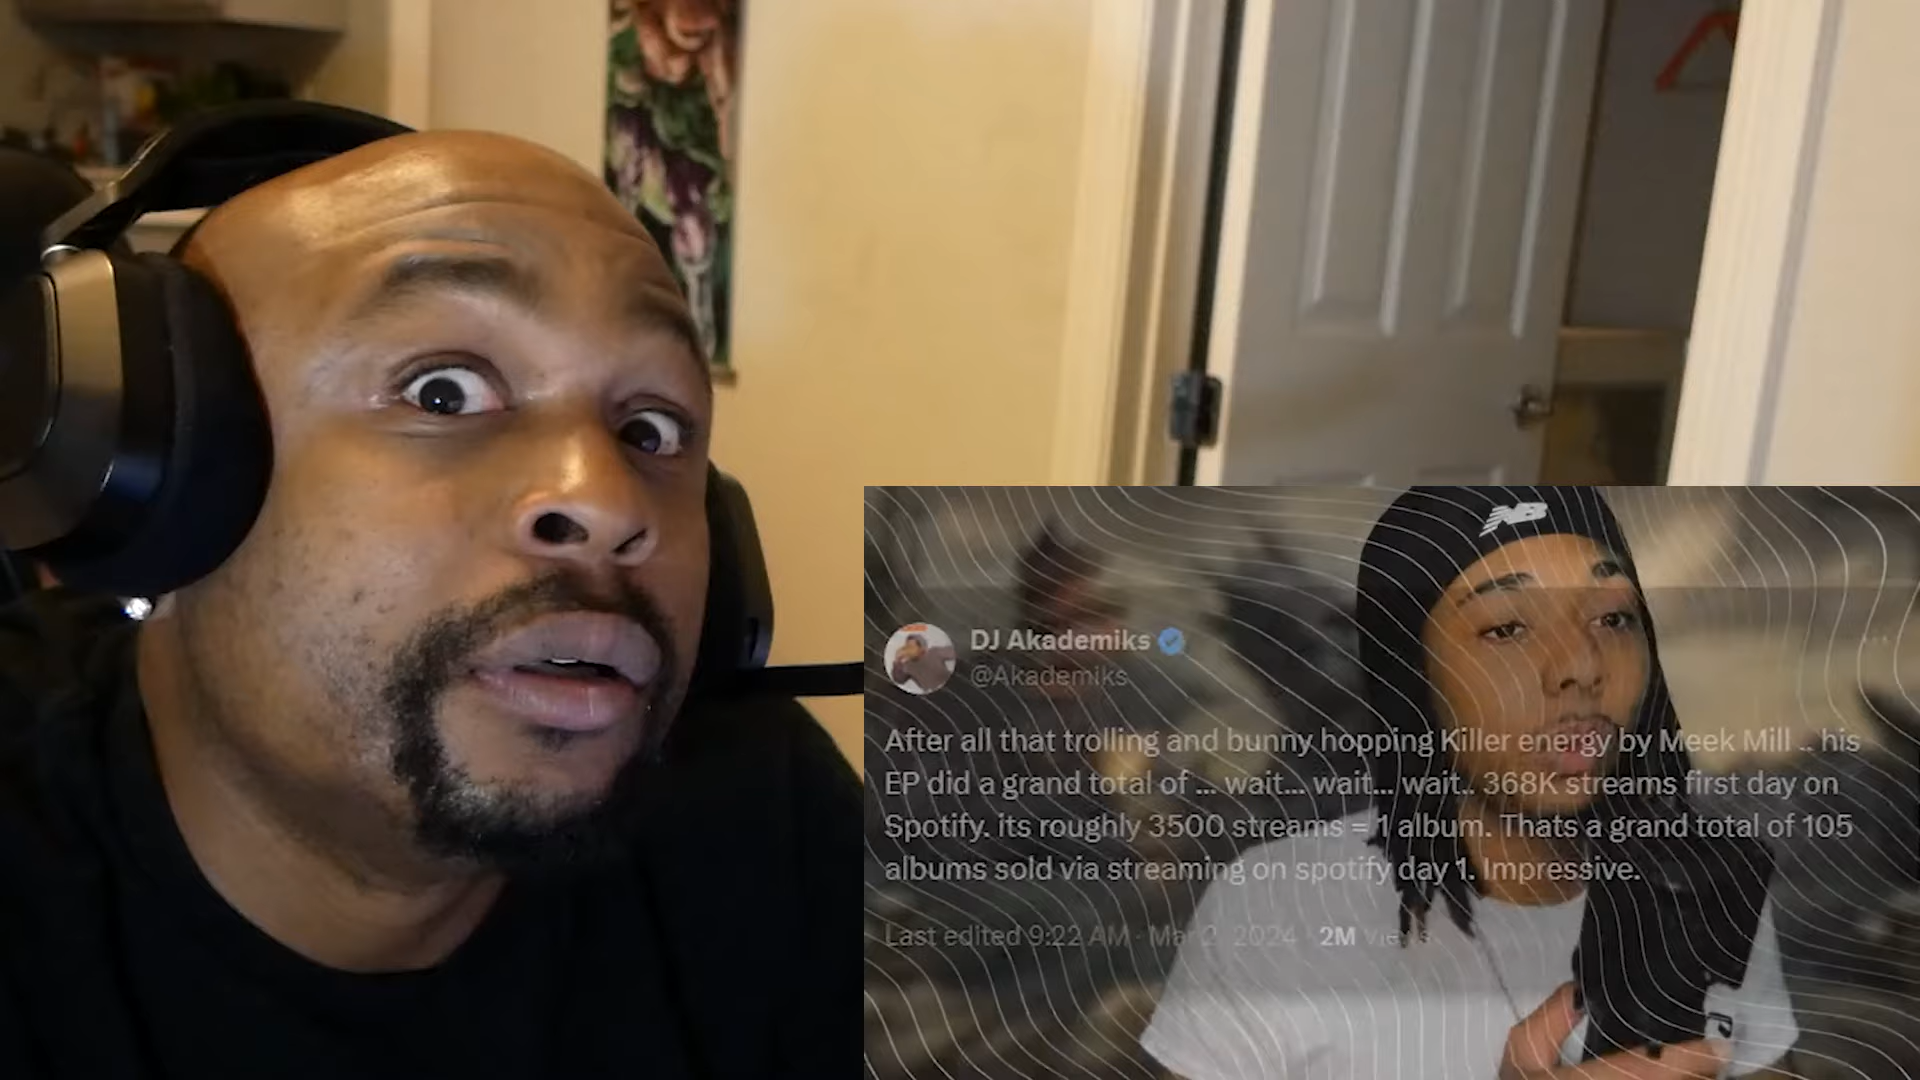 NB
DJ Akademiks
@Akademiks
After all that trolling and bunny hopping Killer energy by Meek Mill .. his
EP did a grand total of ... wait... wait... wait.. 368K streams first day on
Spotify. its roughly 3500 streams = 1 album. Thats a grand total of 105
albums sold via streaming on spotify day 1. Impressive.
Last edited 9:22 AM · Mar 2, 2024 · 2M Views